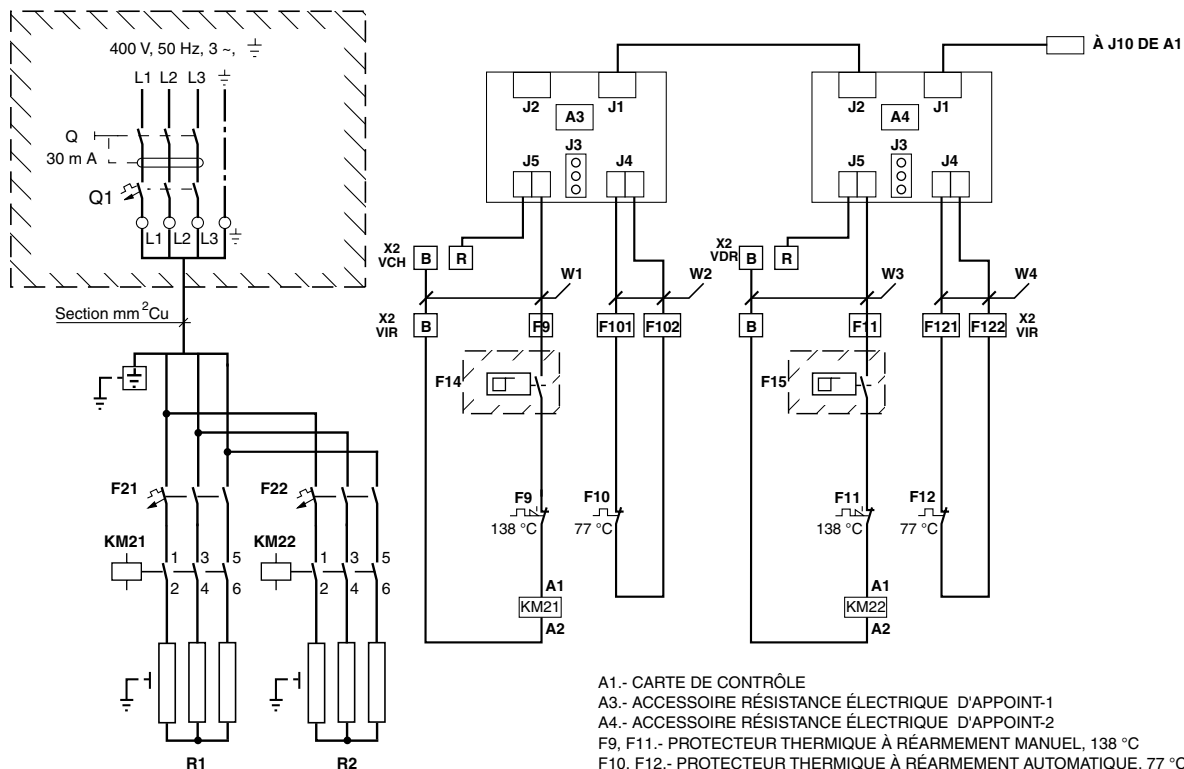 400 V, 50 Hz, 3 ~,
L1 L2 L3
Q
30 m A
Q1
L1 L2 L3
Section mm²Cu
F21
F22
KM21
1 3 5
2 4 6
KM22
1 3 5
2 4 6
R1
R2
À J10 DE A1
J2 J1
A3
J3
J5 J4
X2
VCH
B
R
W1
W2
X2
VIR
B
F9
F101
F102
F14
F9
138 °C
F10
77 °C
A1
KM21
A2
J2 J1
A4
J3
J5 J4
X2
VDR
B
R
W3
W4
B
F11
F121
F122
X2
VIR
F15
F11
138 °C
F12
77 °C
A1
KM22
A2
A1.- CARTE DE CONTRÔLE
A3.- ACCESSOIRE RÉSISTANCE ÉLECTRIQUE D'APPOINT-1
A4.- ACCESSOIRE RÉSISTANCE ÉLECTRIQUE D'APPOINT-2
F9, F11.- PROTECTEUR THERMIQUE À RÉARMEMENT MANUEL, 138 °C
F10, F12.- PROTECTEUR THERMIQUE À RÉARMEMENT AUTOMATIQUE, 77 °C